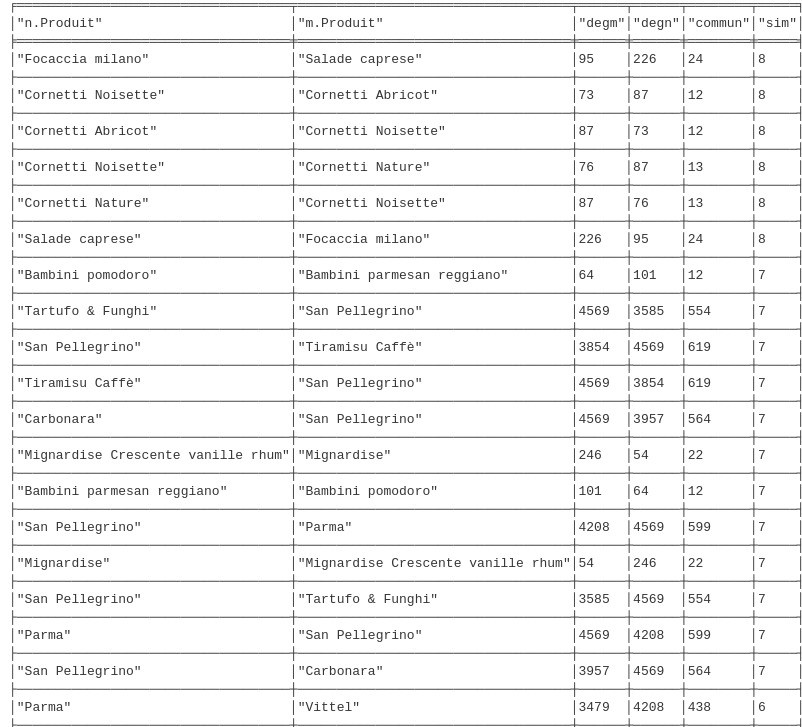 "n.Produit" "m.Produit" "degm" "degn" "commun" "sim"
"Focaccia milano" "Salade caprese" 95 226 24 8
"Cornetti Noisette" "Cornetti Abricot" 73 87 12 8
"Cornetti Abricot" "Cornetti Noisette" 87 73 12 8
"Cornetti Noisette" "Cornetti Nature" 76 87 13 8
"Cornetti Nature" "Cornetti Noisette" 87 76 13 8
"Salade caprese" "Focaccia milano" 226 95 24 8
"Bambini pomodoro" "Bambini parmesan reggiano" 64 101 12 7
"Tartufo & Funghi" "San Pellegrino" 4569 3585 554 7
"San Pellegrino" "Tiramisu Caffè" 3854 4569 619 7
"Tiramisu Caffè" "San Pellegrino" 4569 3854 619 7
"Carbonara" "San Pellegrino" 4569 3957 564 7
"Mignardise Crescente vanille rhum" "Mignardise" 246 54 22 7
"Bambini parmesan reggiano" "Bambini pomodoro" 101 64 12 7
"San Pellegrino" "Parma" 4208 4569 599 7
"Mignardise" "Mignardise Crescente vanille rhum" 54 246 22 7
"San Pellegrino" "Tartufo & Funghi" 3585 4569 554 7
"Parma" "San Pellegrino" 4569 4208 599 7
"San Pellegrino" "Carbonara" 3957 4569 564 7
"Parma" "Vittel" 3479 4208 438 6